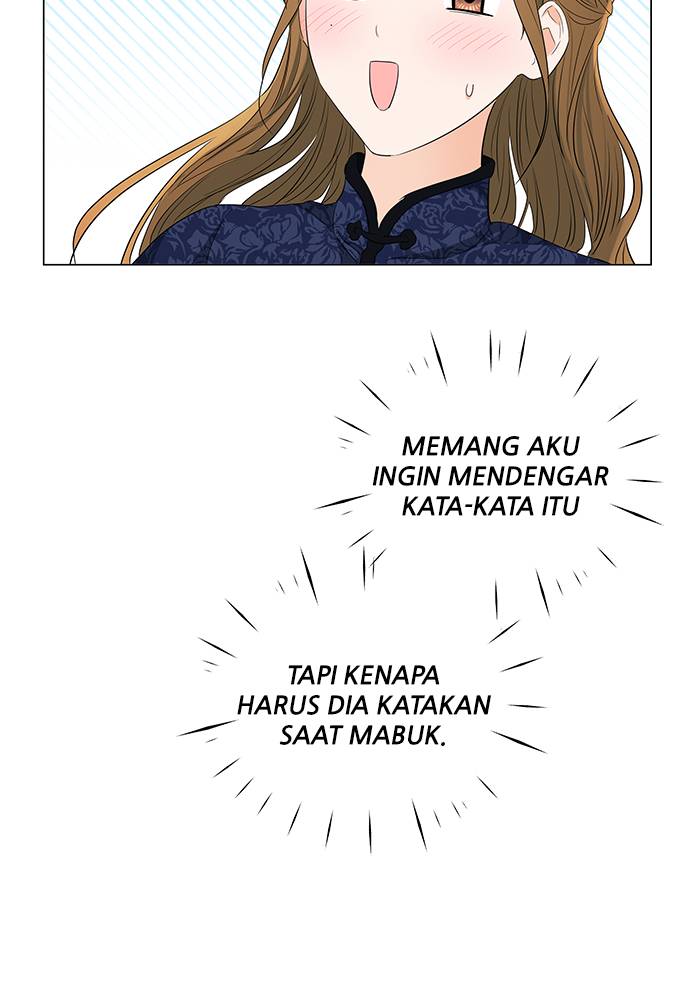 MEMANG AKU
INGIN MENDENGAR
KATA-KATA ITU
TAPI KENAPA
HARUS DIA KATAKAN
SAAT MABUK.